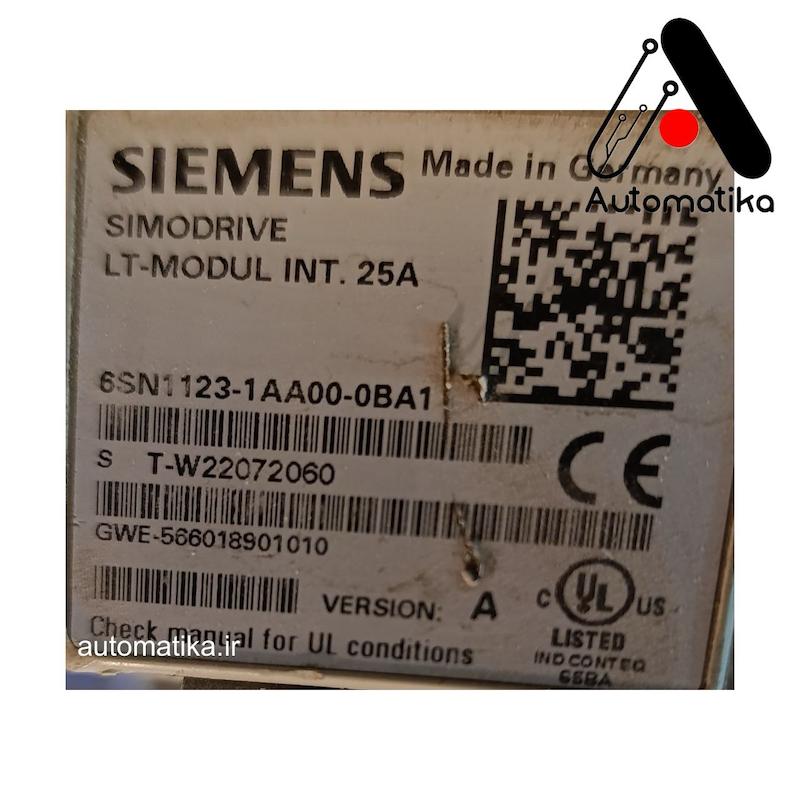 Automatika
SIEMENS Made in Germany
SIMODRIVE
LT-MODUL INT. 25A
6SN1123-1AA00-0BA1
S T-W22072060
GWE-566018901010
VERSION: A
C UL US
LISTED
IND CONT EQ
Check manual for UL conditions
automatika.ir